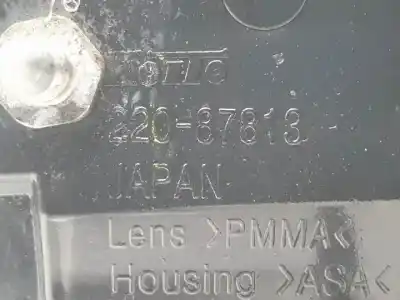 220-87813
JAPAN
Lens >PMMA<
Housing >ASA<